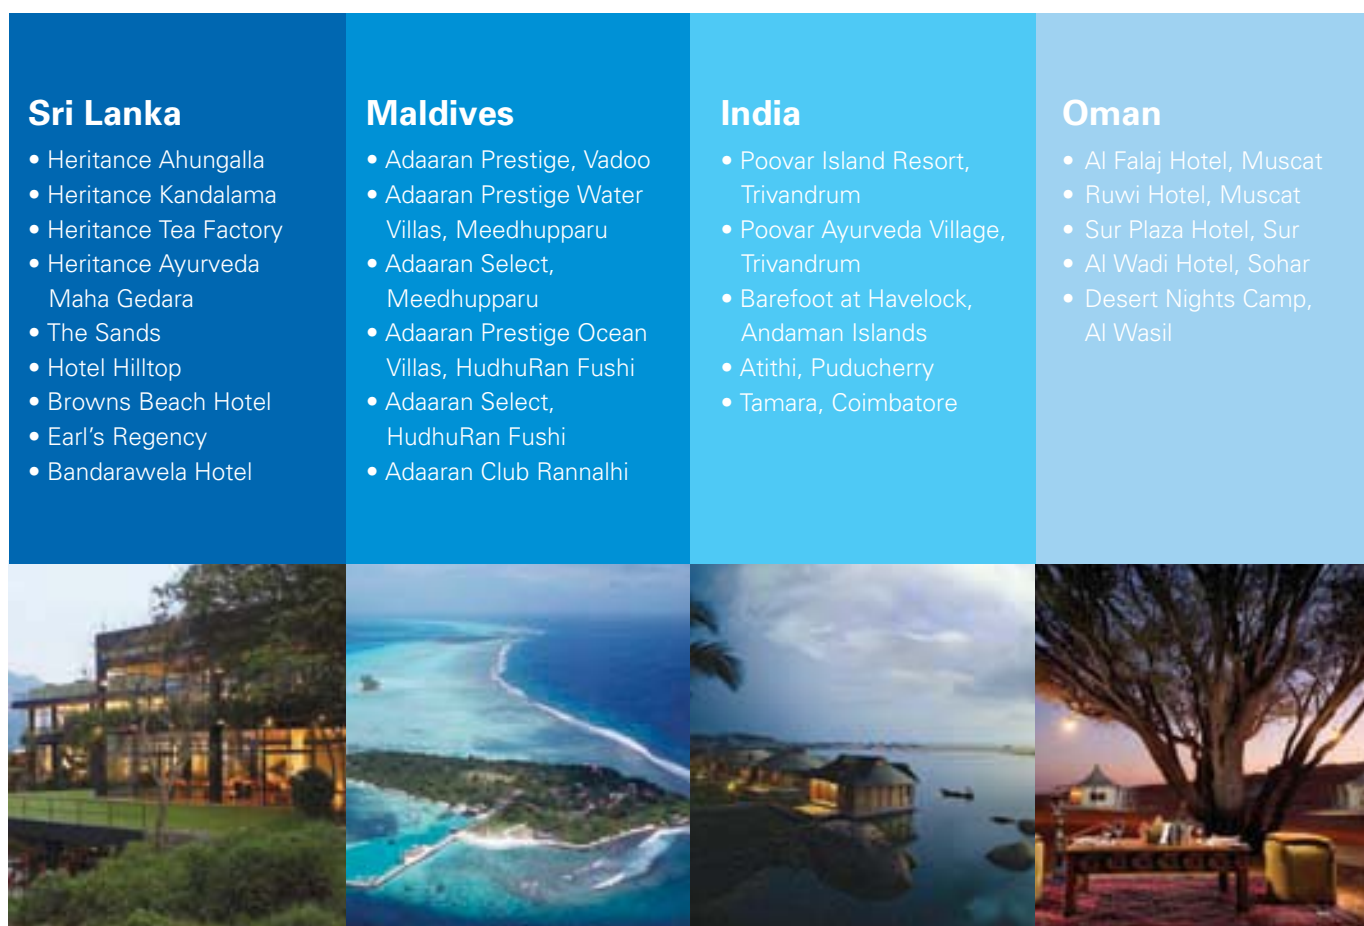 Sri Lanka
• Heritance Ahungalla
• Heritance Kandalama
• Heritance Tea Factory
• Heritance Ayurveda
Maha Gedara
• The Sands
• Hotel Hilltop
• Browns Beach Hotel
• Earl's Regency
• Bandarawela Hotel
Maldives
• Adaaran Prestige, Vadoo
• Adaaran Prestige Water
Villas, Meedhupparu
• Adaaran Select,
Meedhupparu
• Adaaran Prestige Ocean
Villas, HudhuRan Fushi
• Adaaran Select,
HudhuRan Fushi
• Adaaran Club Rannalhi
India
• Poovar Island Resort,
Trivandrum
• Poovar Ayurveda Village,
Trivandrum
• Barefoot at Havelock,
Andaman Islands
• Atithi, Puducherry
• Tamara, Coimbatore
Oman
• Al Falaj Hotel, Muscat
• Ruwi Hotel, Muscat
• Sur Plaza Hotel, Sur
• Al Wadi Hotel, Sohar
• Desert Nights Camp,
Al Wasil